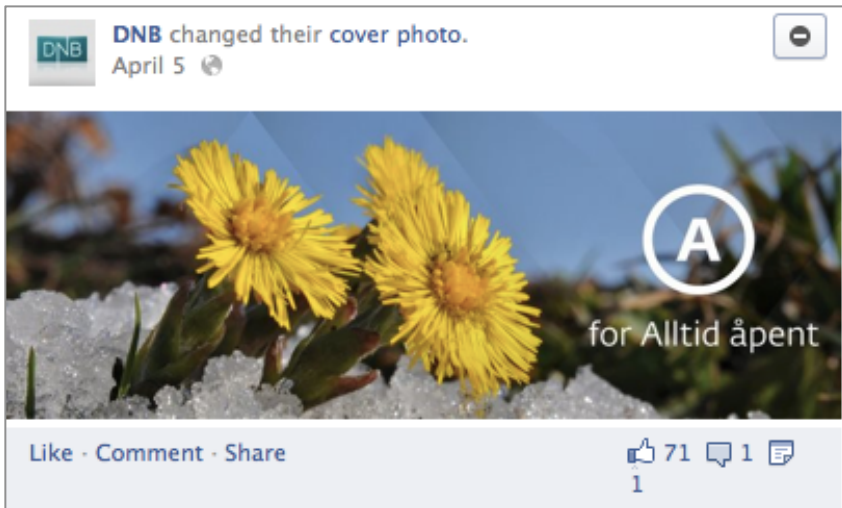 DNB
DNB changed their cover photo.
April 5
A
for Alltid åpent
Like · Comment · Share
71 1
1